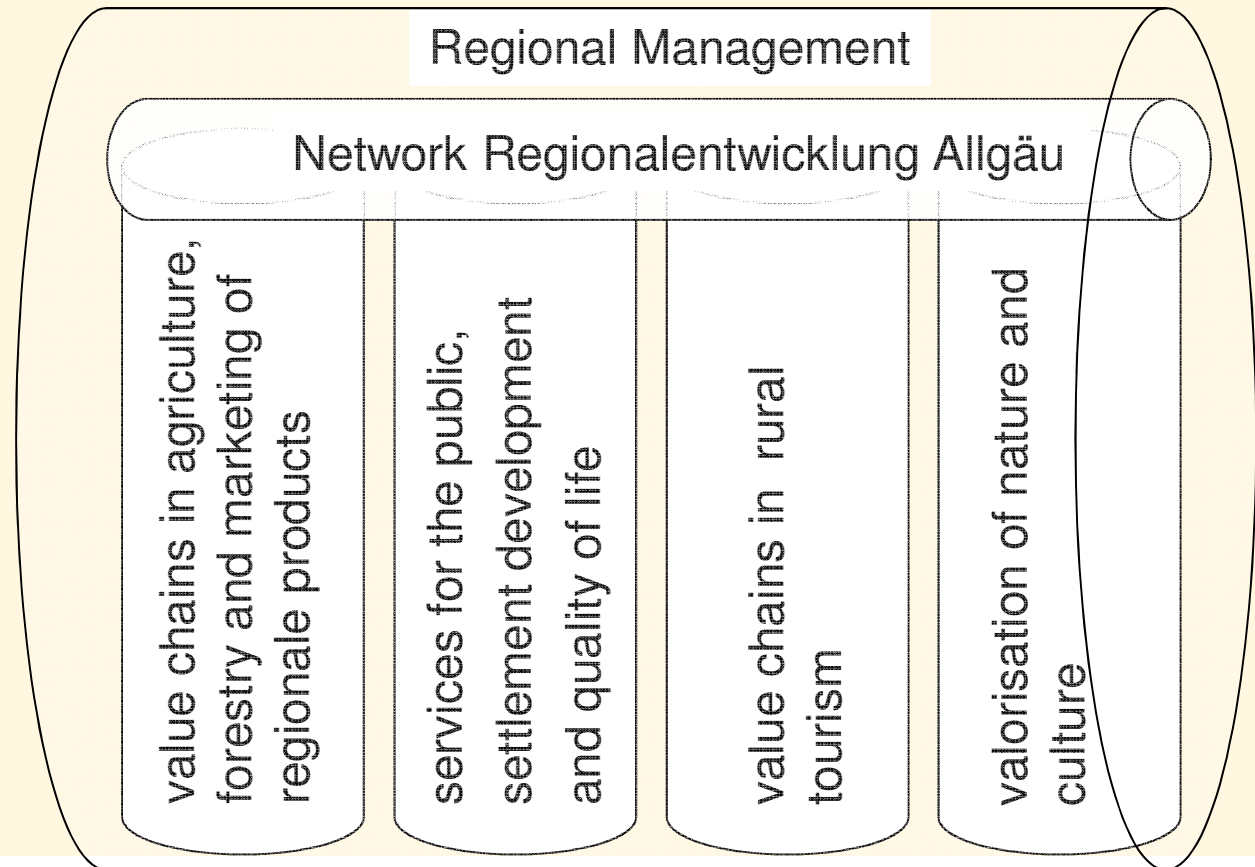 Regional Management
Network Regionalentwicklung Allgäu
value chains in agriculture,
forestry and marketing of
regionale products
services for the public,
settlement development
and quality of life
value chains in rural
tourism
valorisation of nature and
culture